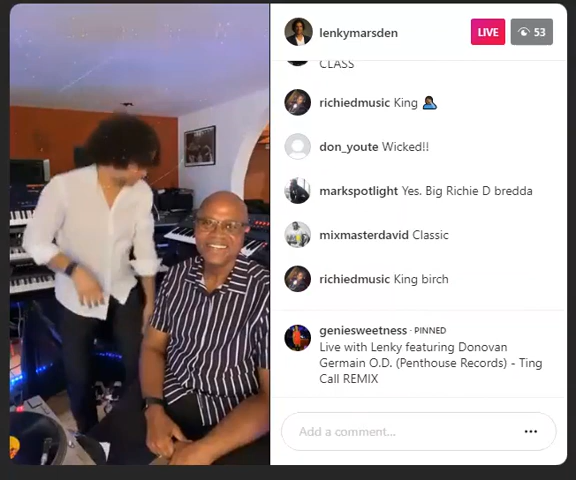 lenkymarsden
LIVE
53
CLASS
richiedmusic King
don_youte Wicked!!
markspotlight Yes. Big Richie D bredda
mixmasterdavid Classic
richiedmusic King birch
geniesweetness · PINNED
Live with Lenky featuring Donovan
Germain O.D. (Penthouse Records) - Ting
Call REMIX
Add a comment...